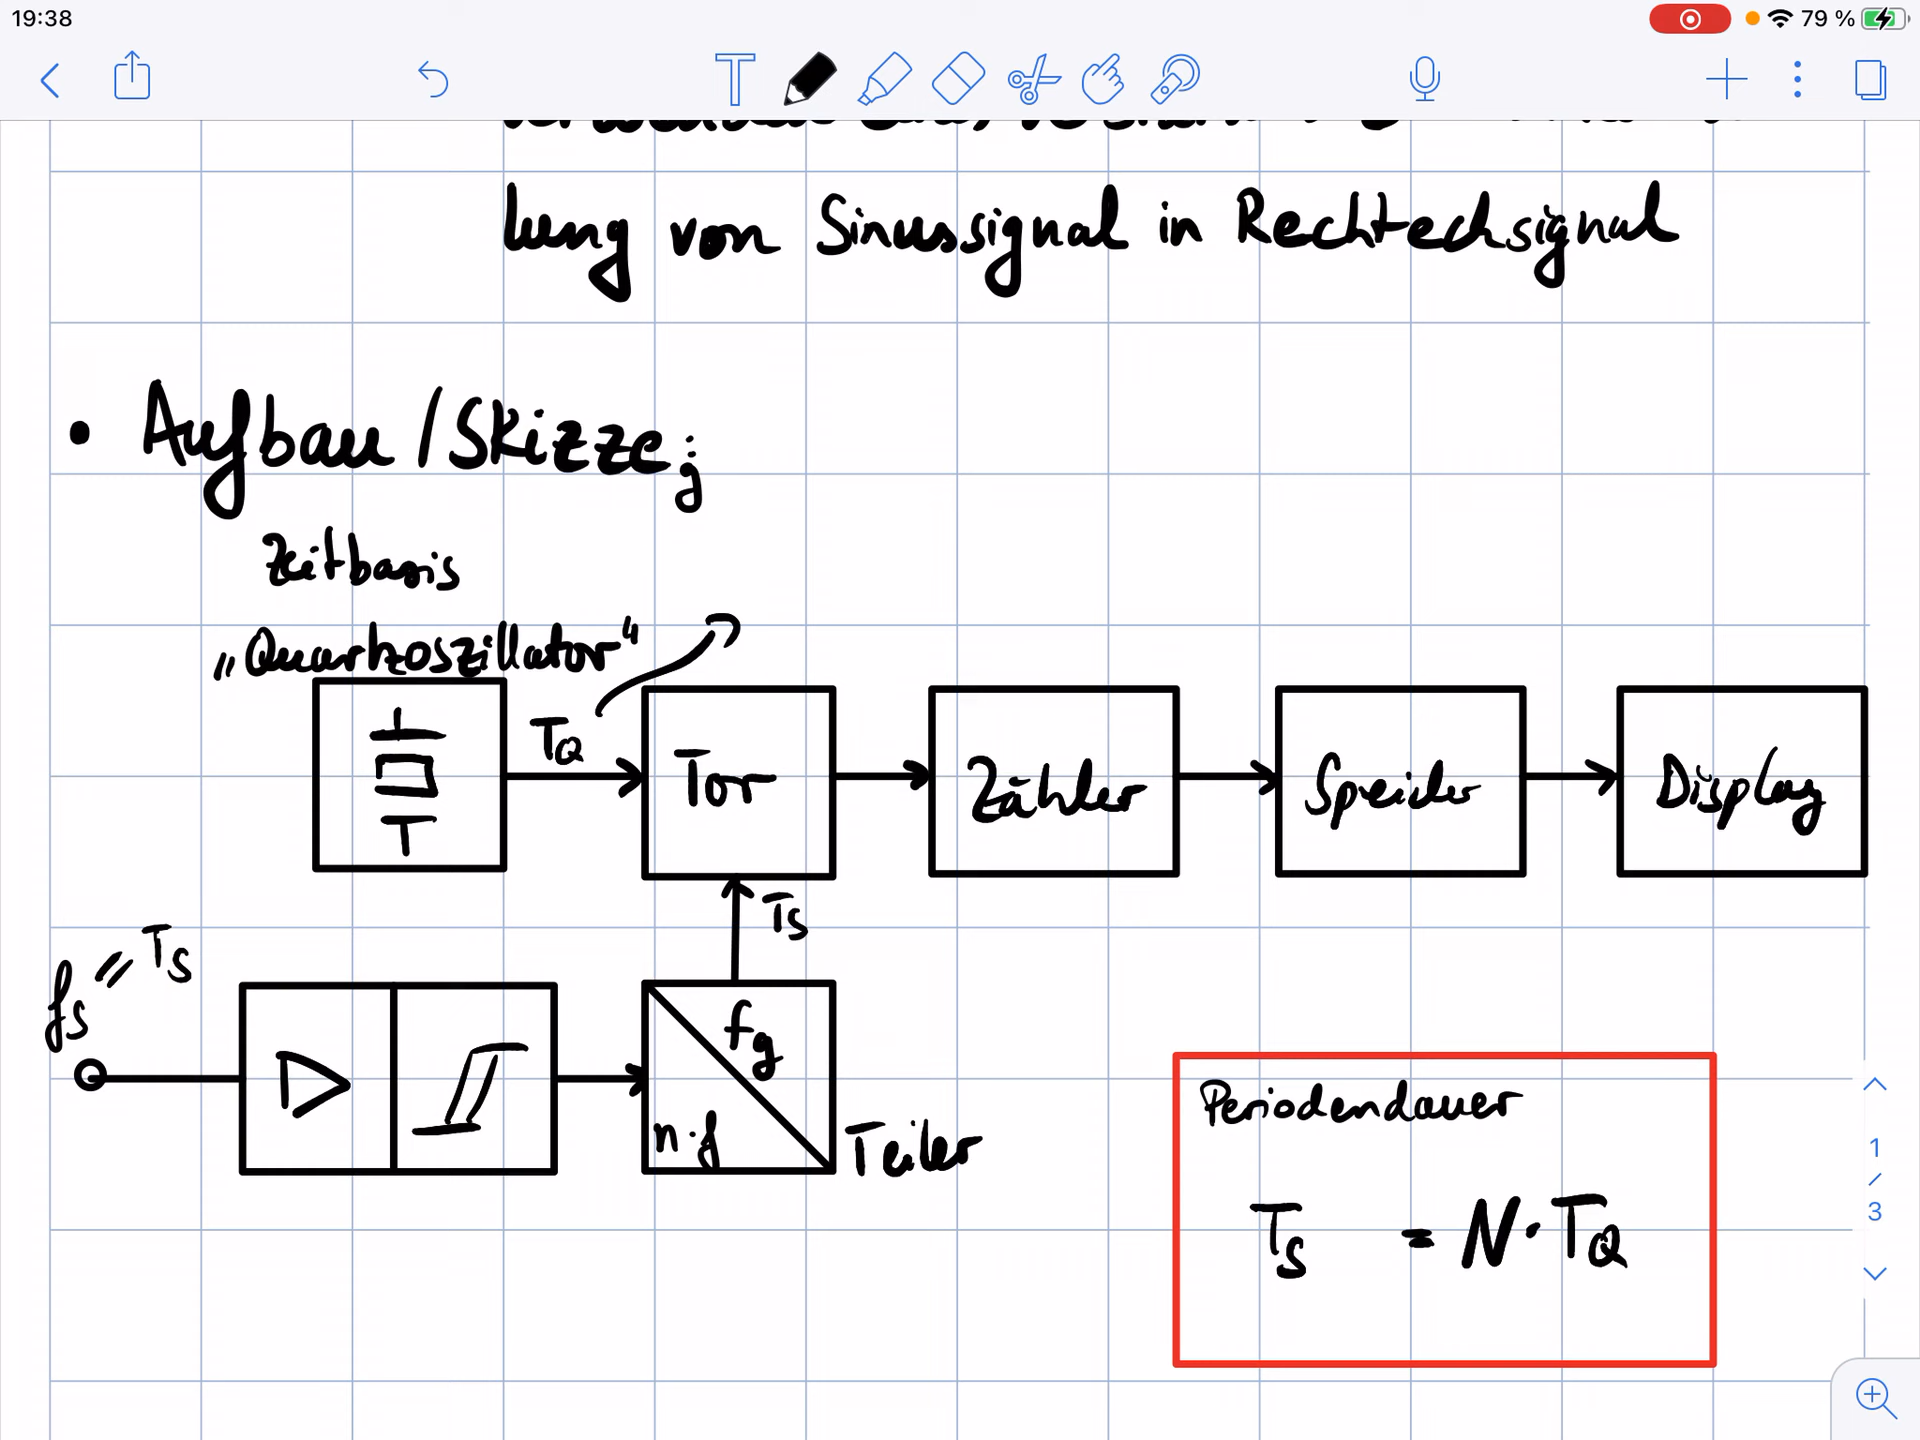 19:38
79 %
lung von Sinussignal in Rechtecksignal
• Aufbau / Skizze:
Zeitbasis
„Quarzoszillator“
TQ
Tor
Zähler
Speicher
Display
TS
fs = TS
fg
n·f
Teiler
Periodendauer
TS = N · TQ
1
/
3